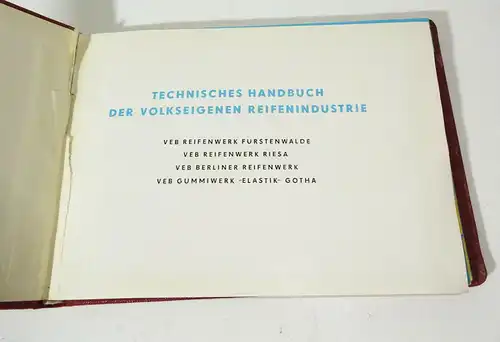 TECHNISCHES HANDBUCH
DER VOLKSEIGENEN REIFENINDUSTRIE
VEB REIFENWERK FURSTENWALDE
VEB REIFENWERK RIESA
VEB BERLINER REIFENWERK
VEB GUMMIWERK -ELASTIK- GOTHA